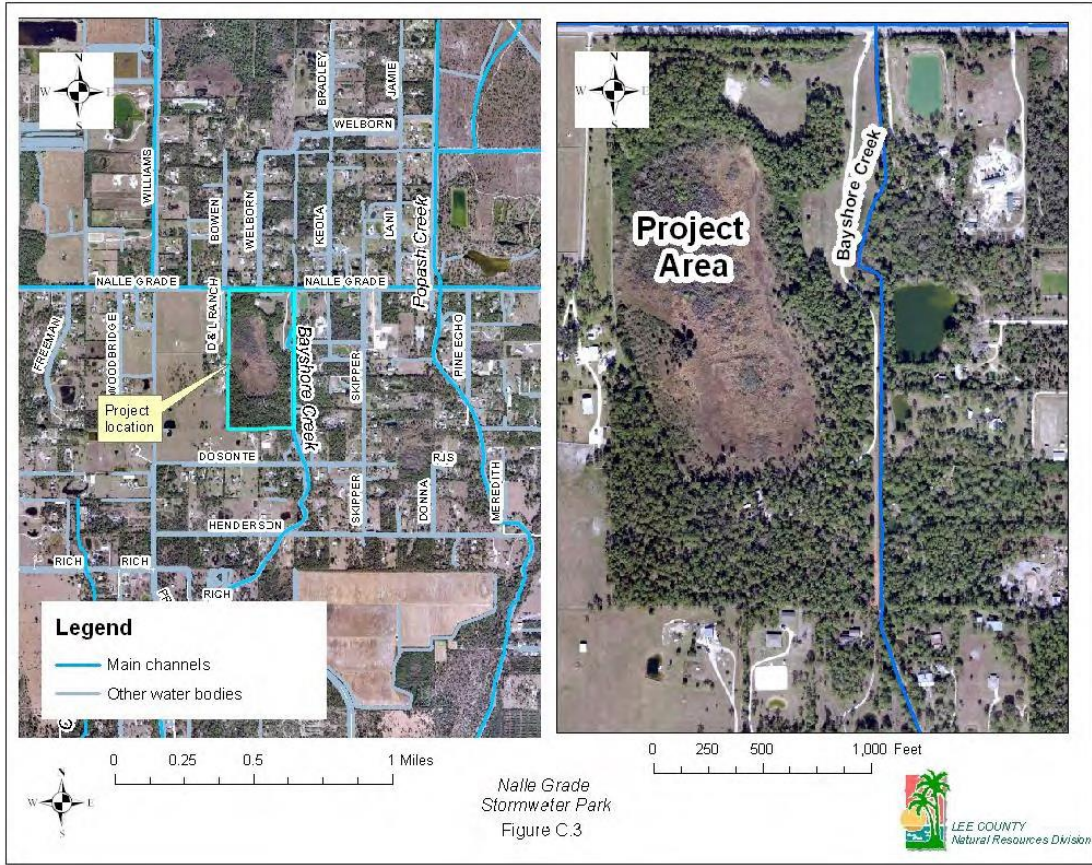 N
W E
S
BRADLEY
JAMIE
WELBORN
WILLIAMS
BOWEN
WELBORN
KEOLA
LANI
Popash Creek
NALLE GRADE
NALLE GRADE
D & L RANCH
FREEMAN
WOODBRIDGE
Bayshore Creek
SKIPPER
PINE ECHO
Project
location
DOSONTE
RJS
SKIPPER
DONNA
MEREDITH
HENDERSON
RICH
RICH
RICH
Legend
Main channels
Other water bodies
0 0.25 0.5 1 Miles
N
W E
S
Bayshore Creek
Project
Area
0 250 500 1,000 Feet
N
W E
S
Nalle Grade
Stormwater Park
Figure C.3
LEE COUNTY
Natural Resources Division